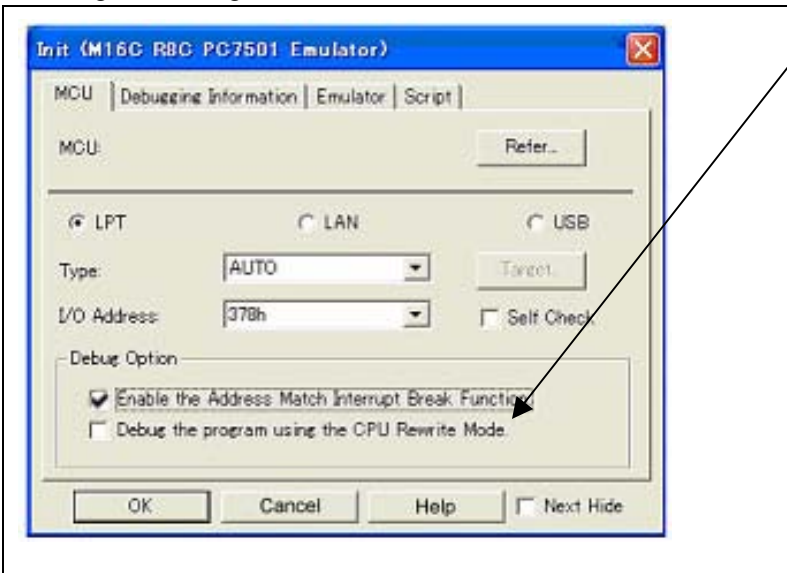 Init (M16C R8C PC7501 Emulator)
MCU Debugging Information Emulator Script
MCU: Refer...
LPT LAN USB
Type: AUTO Target..
I/O Address: 378h Self Check
Debug Option
Enable the Address Match Interrupt Break Function.
Debug the program using the CPU Rewrite Mode.
OK Cancel Help Next Hide